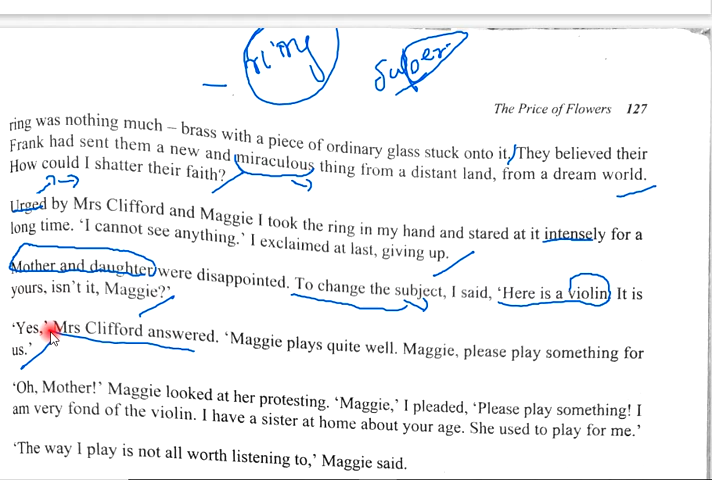 ring
super
The Price of Flowers 127
ring was nothing much – brass with a piece of ordinary glass stuck onto it. They believed their
Frank had sent them a new and miraculous thing from a distant land, from a dream world.
How could I shatter their faith?
Urged by Mrs Clifford and Maggie I took the ring in my hand and stared at it intensely for a
long time. ‘I cannot see anything.’ I exclaimed at last, giving up.
Mother and daughter were disappointed. To change the subject, I said, ‘Here is a violin. It is
yours, isn’t it, Maggie?’
‘Yes,’ Mrs Clifford answered. ‘Maggie plays quite well. Maggie, please play something for
us.’
‘Oh, Mother!’ Maggie looked at her protesting. ‘Maggie,’ I pleaded, ‘Please play something! I
am very fond of the violin. I have a sister at home about your age. She used to play for me.’
‘The way I play is not all worth listening to,’ Maggie said.